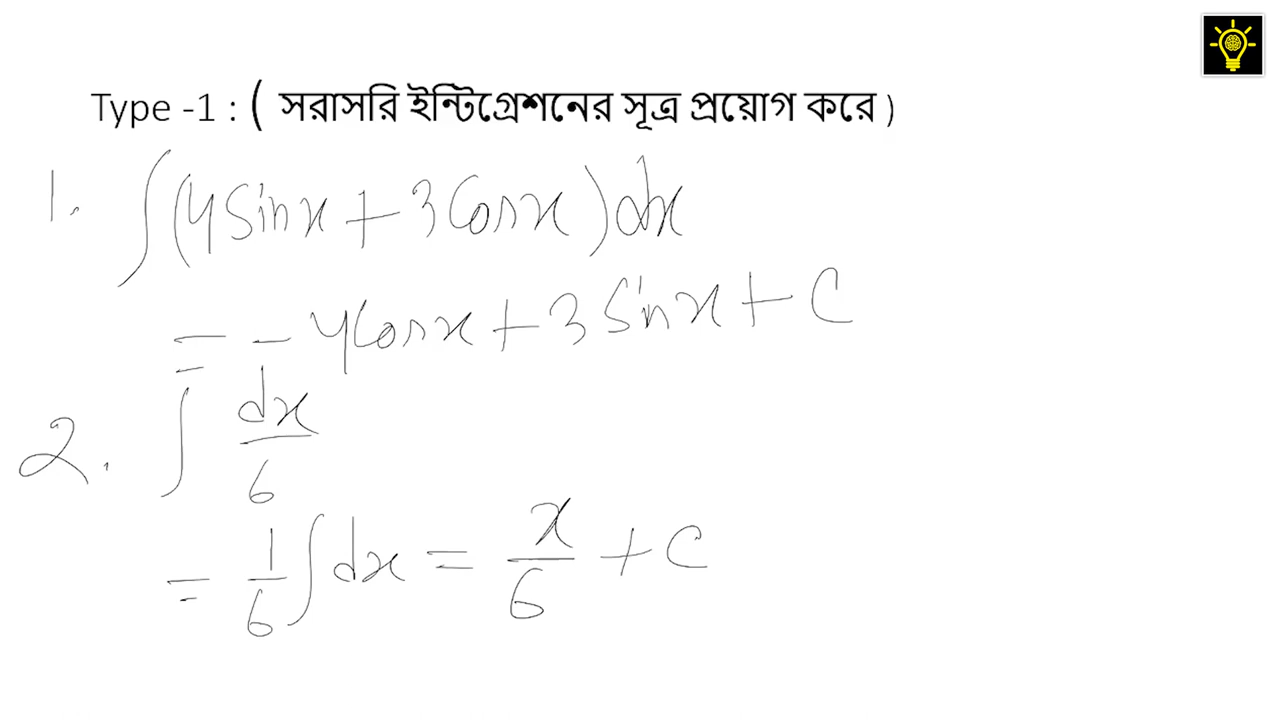 Type -1 : ( সরাসরি ইন্টিগ্রেশনের সূত্র প্রয়োগ করে )
1. ∫(4Sinx + 3Cosx)dx
= - 4Cosx + 3Sinx + C
2. ∫ dx/6
= 1/6 ∫dx = x/6 + C